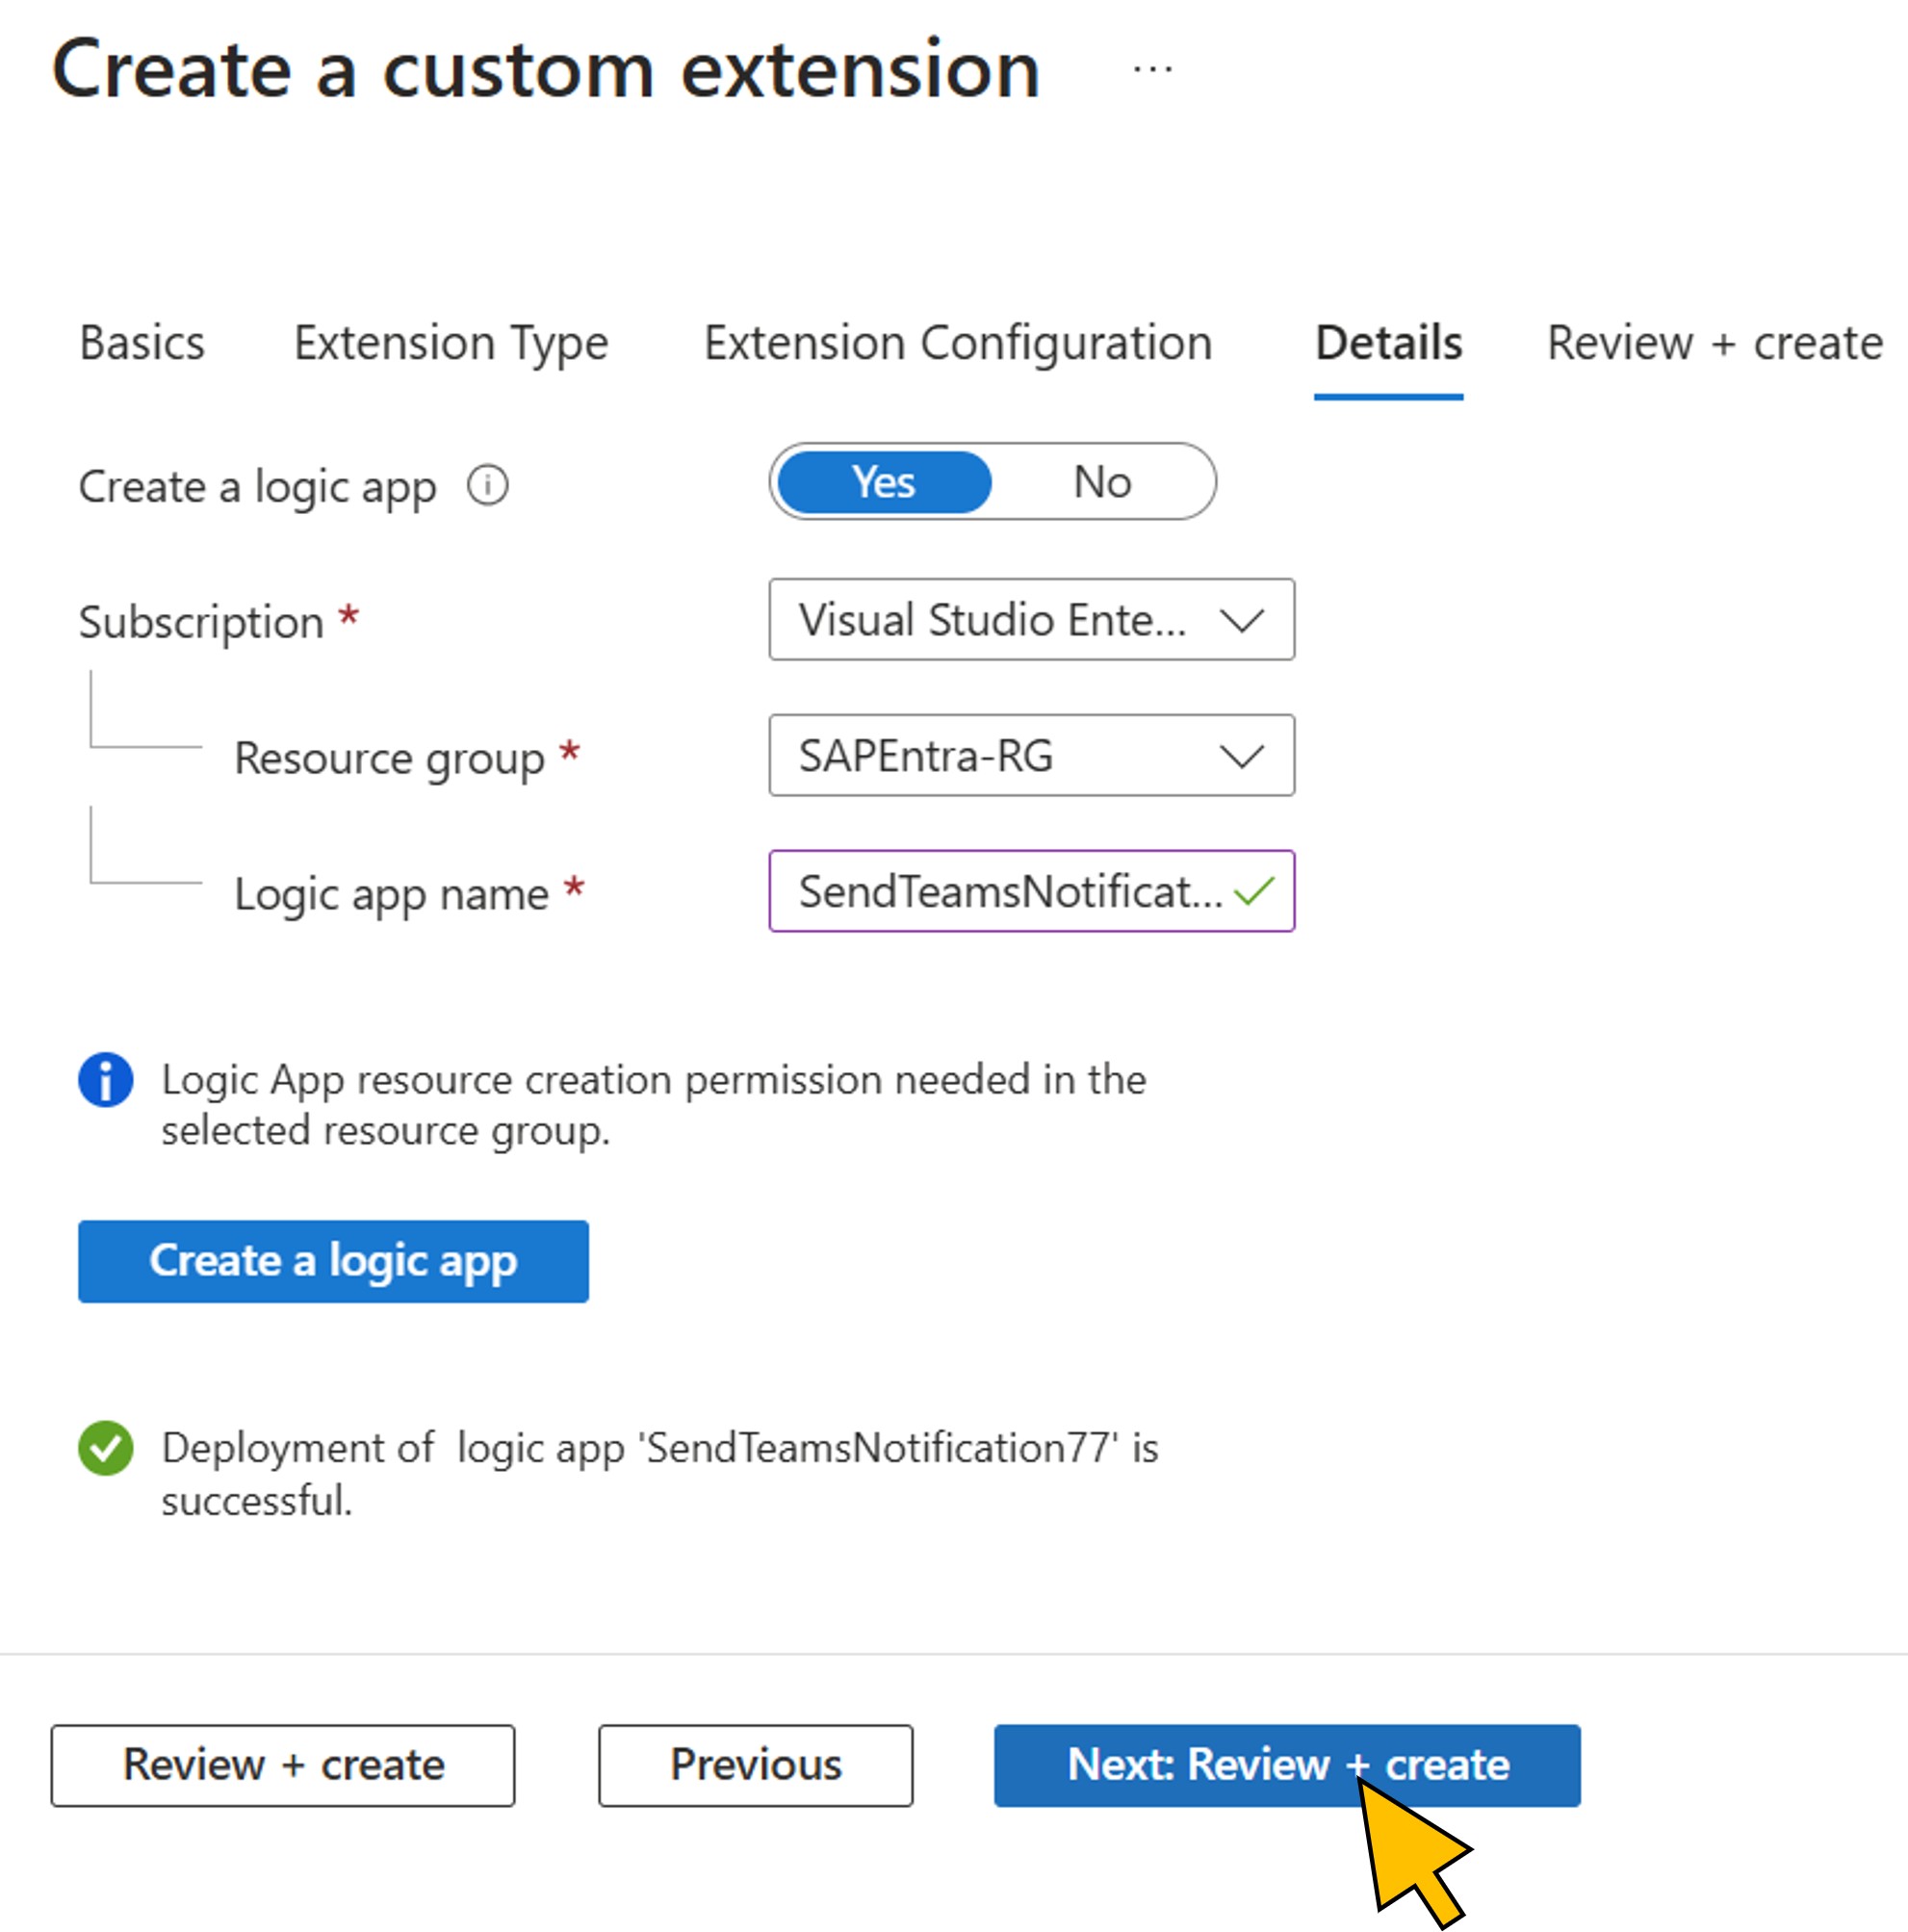 Create a custom extension ...
Basics Extension Type Extension Configuration Details Review + create
Create a logic app Yes No
Subscription * Visual Studio Ente...
Resource group * SAPEntra-RG
Logic app name * SendTeamsNotificat...
Logic App resource creation permission needed in the
selected resource group.
Create a logic app
Deployment of logic app 'SendTeamsNotification77' is
successful.
Review + create Previous Next: Review + create